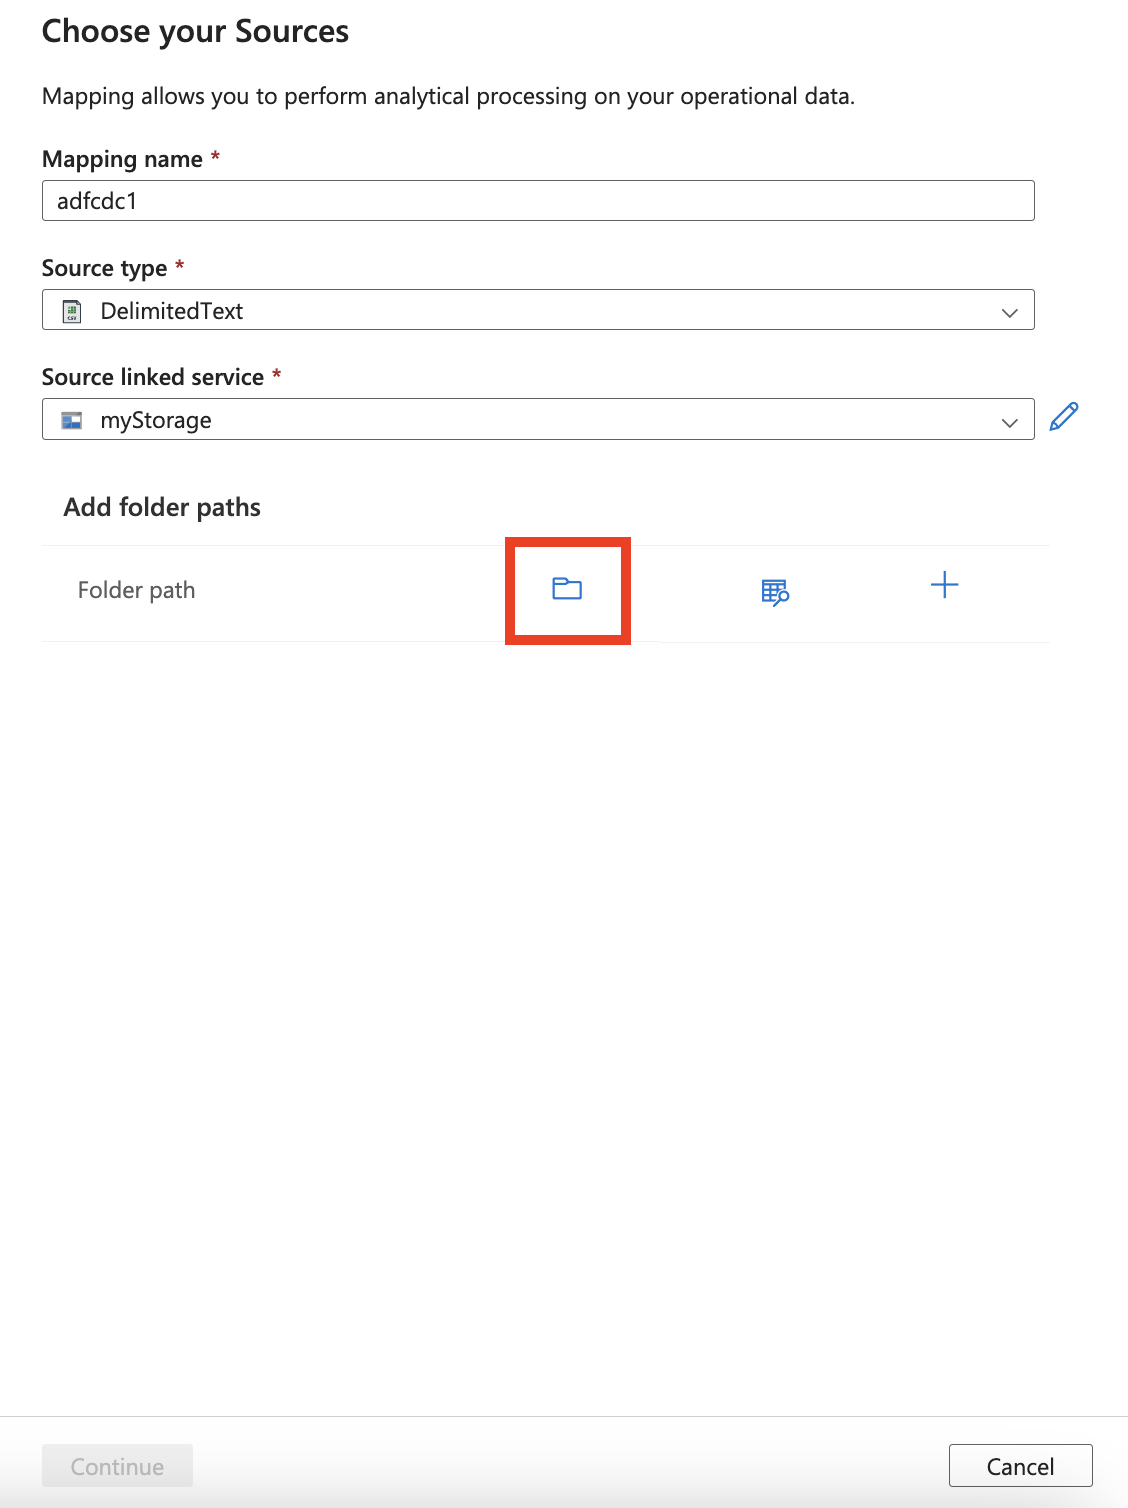 Choose your Sources
Mapping allows you to perform analytical processing on your operational data.
Mapping name *
adfcdc1
Source type *
DelimitedText
Source linked service *
myStorage
Add folder paths
Folder path
Continue
Cancel